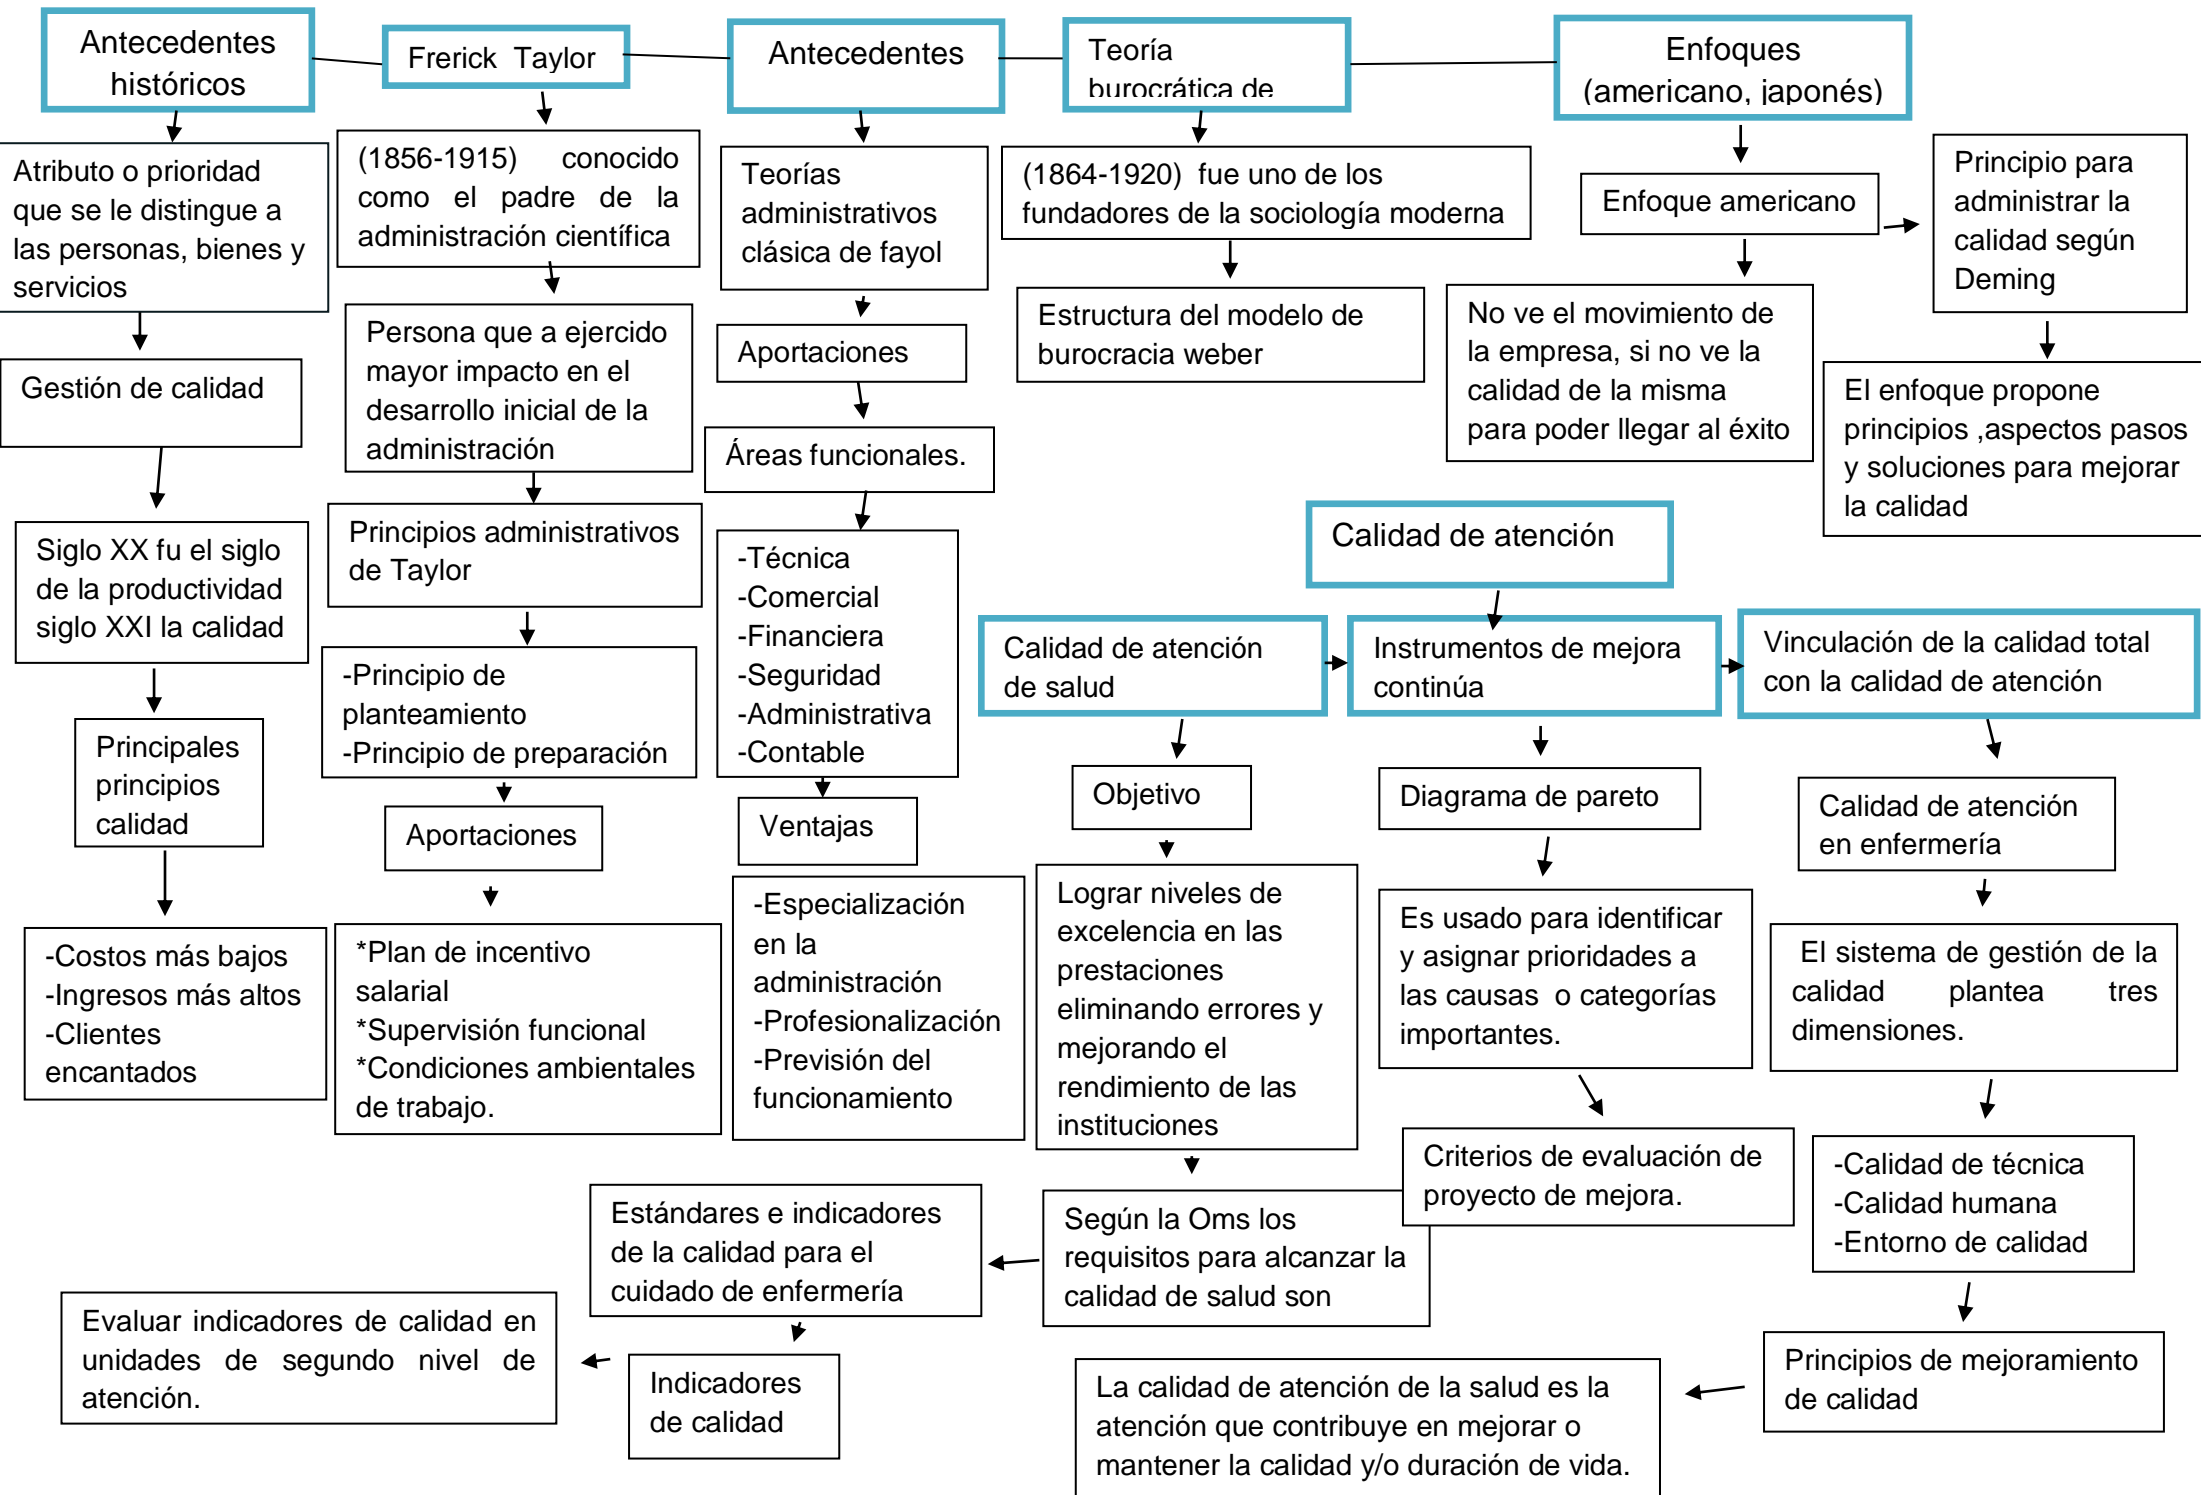 Antecedentes
históricos
Frerick Taylor
Antecedentes
Teoría
burocrática de
Enfoques
(americano, japonés)
Atributo o prioridad
que se le distingue a
las personas, bienes y
servicios
Gestión de calidad
Siglo XX fu el siglo
de la productividad
siglo XXI la calidad
Principales
principios
calidad
-Costos más bajos
-Ingresos más altos
-Clientes
encantados
(1856-1915) conocido
como el padre de la
administración científica
Persona que a ejercido
mayor impacto en el
desarrollo inicial de la
administración
Principios administrativos
de Taylor
-Principio de
planteamiento
-Principio de preparación
Aportaciones
*Plan de incentivo
salarial
*Supervisión funcional
*Condiciones ambientales
de trabajo.
Teorías
administrativos
clásica de fayol
Aportaciones
Áreas funcionales.
-Técnica
-Comercial
-Financiera
-Seguridad
-Administrativa
-Contable
Ventajas
-Especialización
en la
administración
-Profesionalización
-Previsión del
funcionamiento
(1864-1920) fue uno de los
fundadores de la sociología moderna
Estructura del modelo de
burocracia weber
Enfoque americano
No ve el movimiento de
la empresa, si no ve la
calidad de la misma
para poder llegar al éxito
Principio para
administrar la
calidad según
Deming
El enfoque propone
principios ,aspectos pasos
y soluciones para mejorar
la calidad
Calidad de atención
Calidad de atención
de salud
Instrumentos de mejora
continúa
Vinculación de la calidad total
con la calidad de atención
Objetivo
Lograr niveles de
excelencia en las
prestaciones
eliminando errores y
mejorando el
rendimiento de las
instituciones
Según la Oms los
requisitos para alcanzar la
calidad de salud son
Estándares e indicadores
de la calidad para el
cuidado de enfermería
Indicadores
de calidad
Evaluar indicadores de calidad en
unidades de segundo nivel de
atención.
Diagrama de pareto
Es usado para identificar
y asignar prioridades a
las causas o categorías
importantes.
Criterios de evaluación de
proyecto de mejora.
Calidad de atención
en enfermería
El sistema de gestión de la
calidad plantea tres
dimensiones.
-Calidad de técnica
-Calidad humana
-Entorno de calidad
Principios de mejoramiento
de calidad
La calidad de atención de la salud es la
atención que contribuye en mejorar o
mantener la calidad y/o duración de vida.